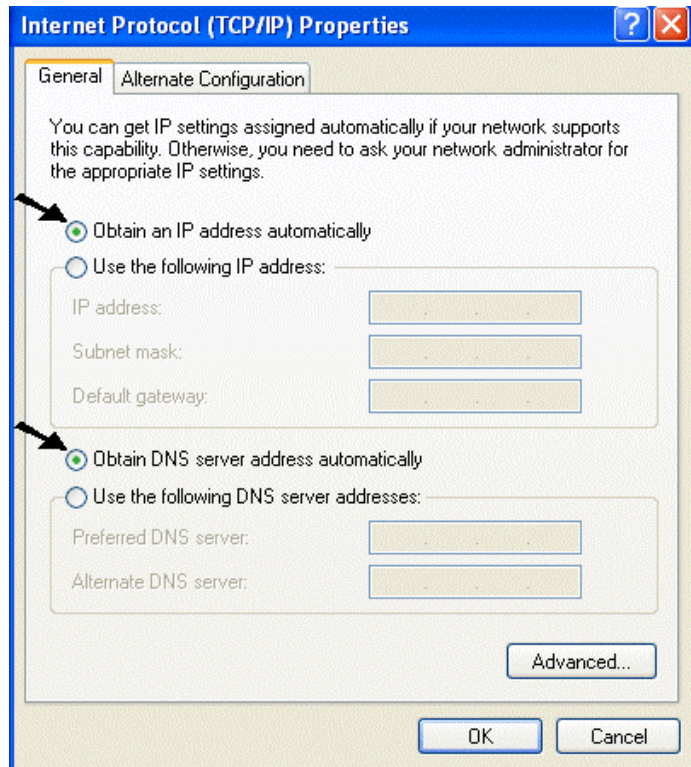 Internet Protocol (TCP/IP) Properties
General
Alternate Configuration
You can get IP settings assigned automatically if your network supports
this capability. Otherwise, you need to ask your network administrator for
the appropriate IP settings.
Obtain an IP address automatically
Use the following IP address:
IP address:
Subnet mask:
Default gateway:
Obtain DNS server address automatically
Use the following DNS server addresses:
Preferred DNS server:
Alternate DNS server:
Advanced...
OK
Cancel